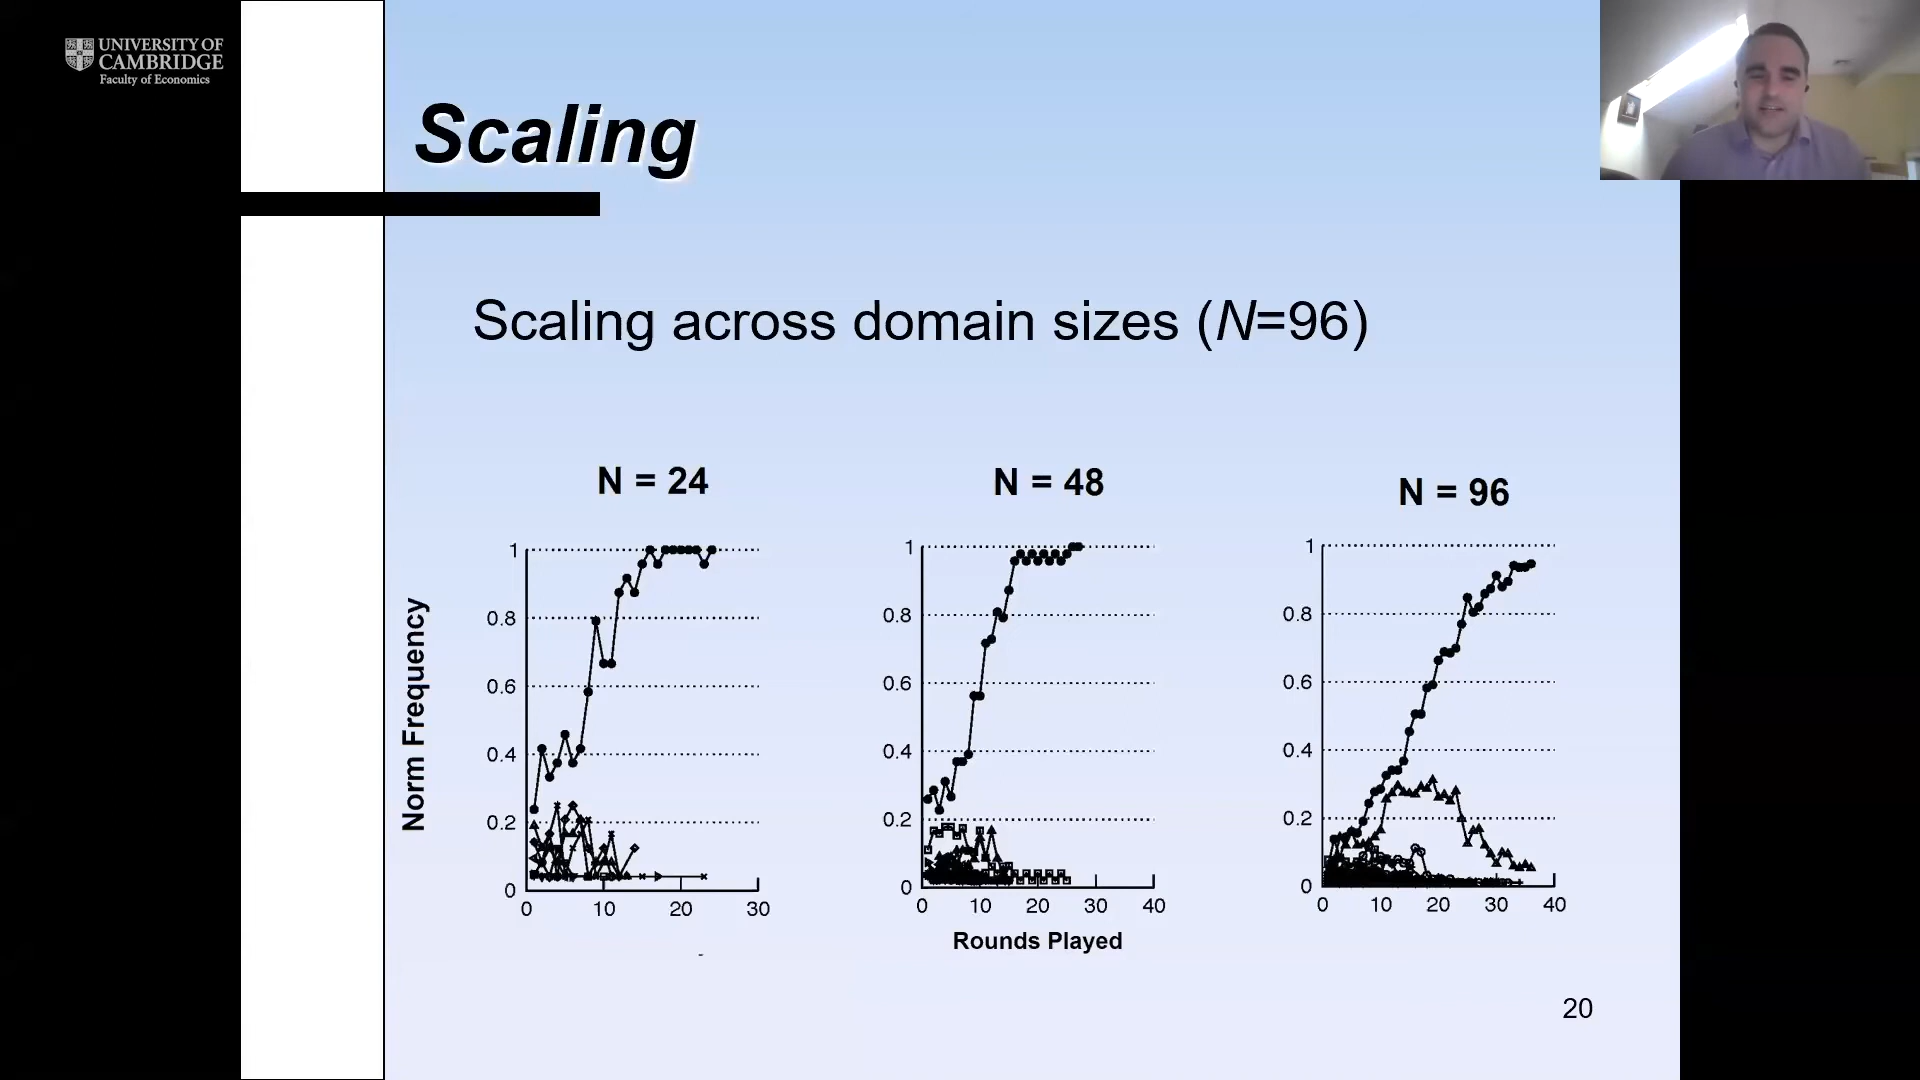 UNIVERSITY OF
CAMBRIDGE
Faculty of Economics
Scaling
Scaling across domain sizes (N=96)
N = 24
N = 48
N = 96
Norm Frequency
1
0.8
0.6
0.4
0.2
0
0 10 20 30
1
0.8
0.6
0.4
0.2
0
0 10 20 30 40
1
0.8
0.6
0.4
0.2
0
0 10 20 30 40
Rounds Played
20